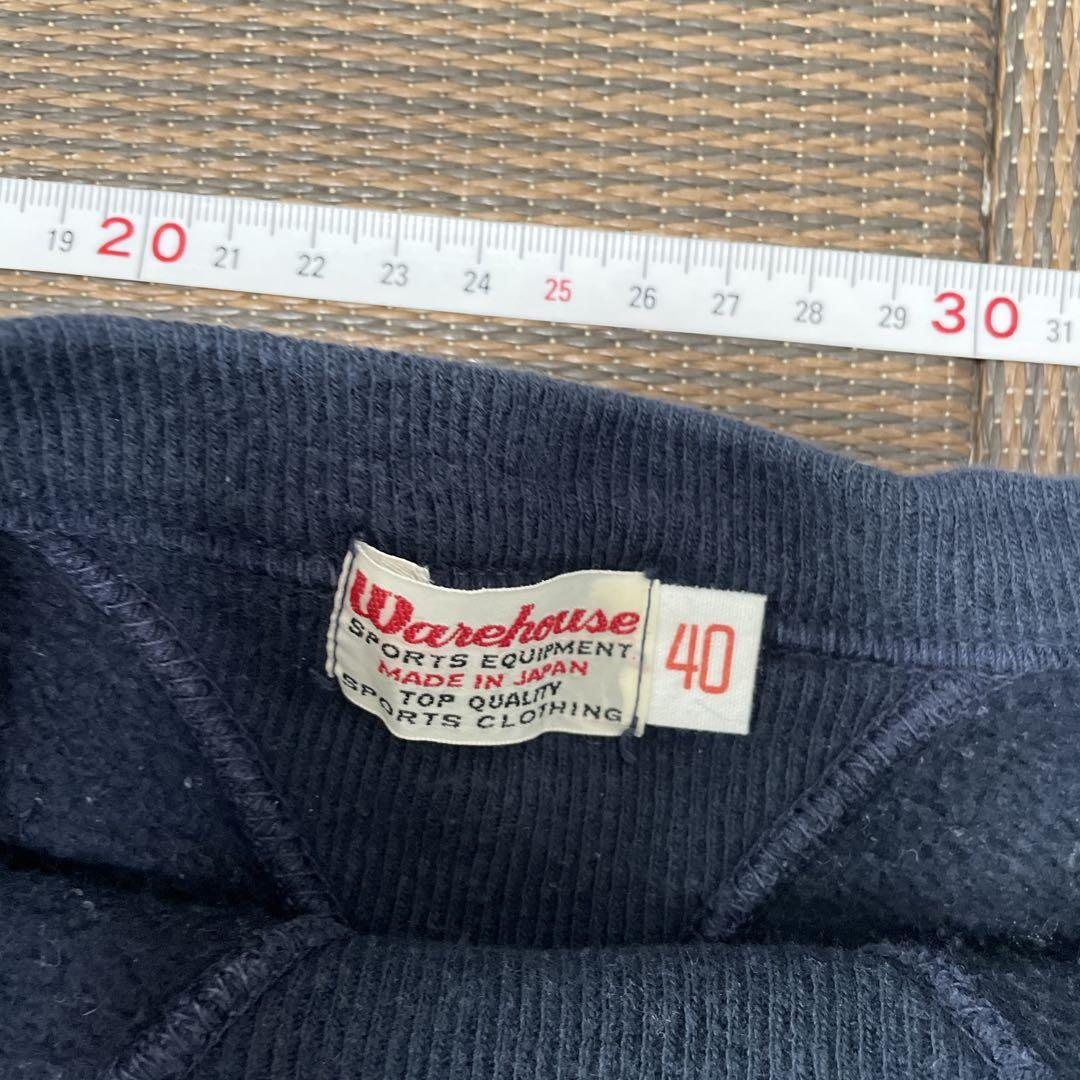 19 20 21 22 23 24 25 26 27 28 29 30 31
Warehouse
SPORTS EQUIPMENT
MADE IN JAPAN
TOP QUALITY
SPORTS CLOTHING
40